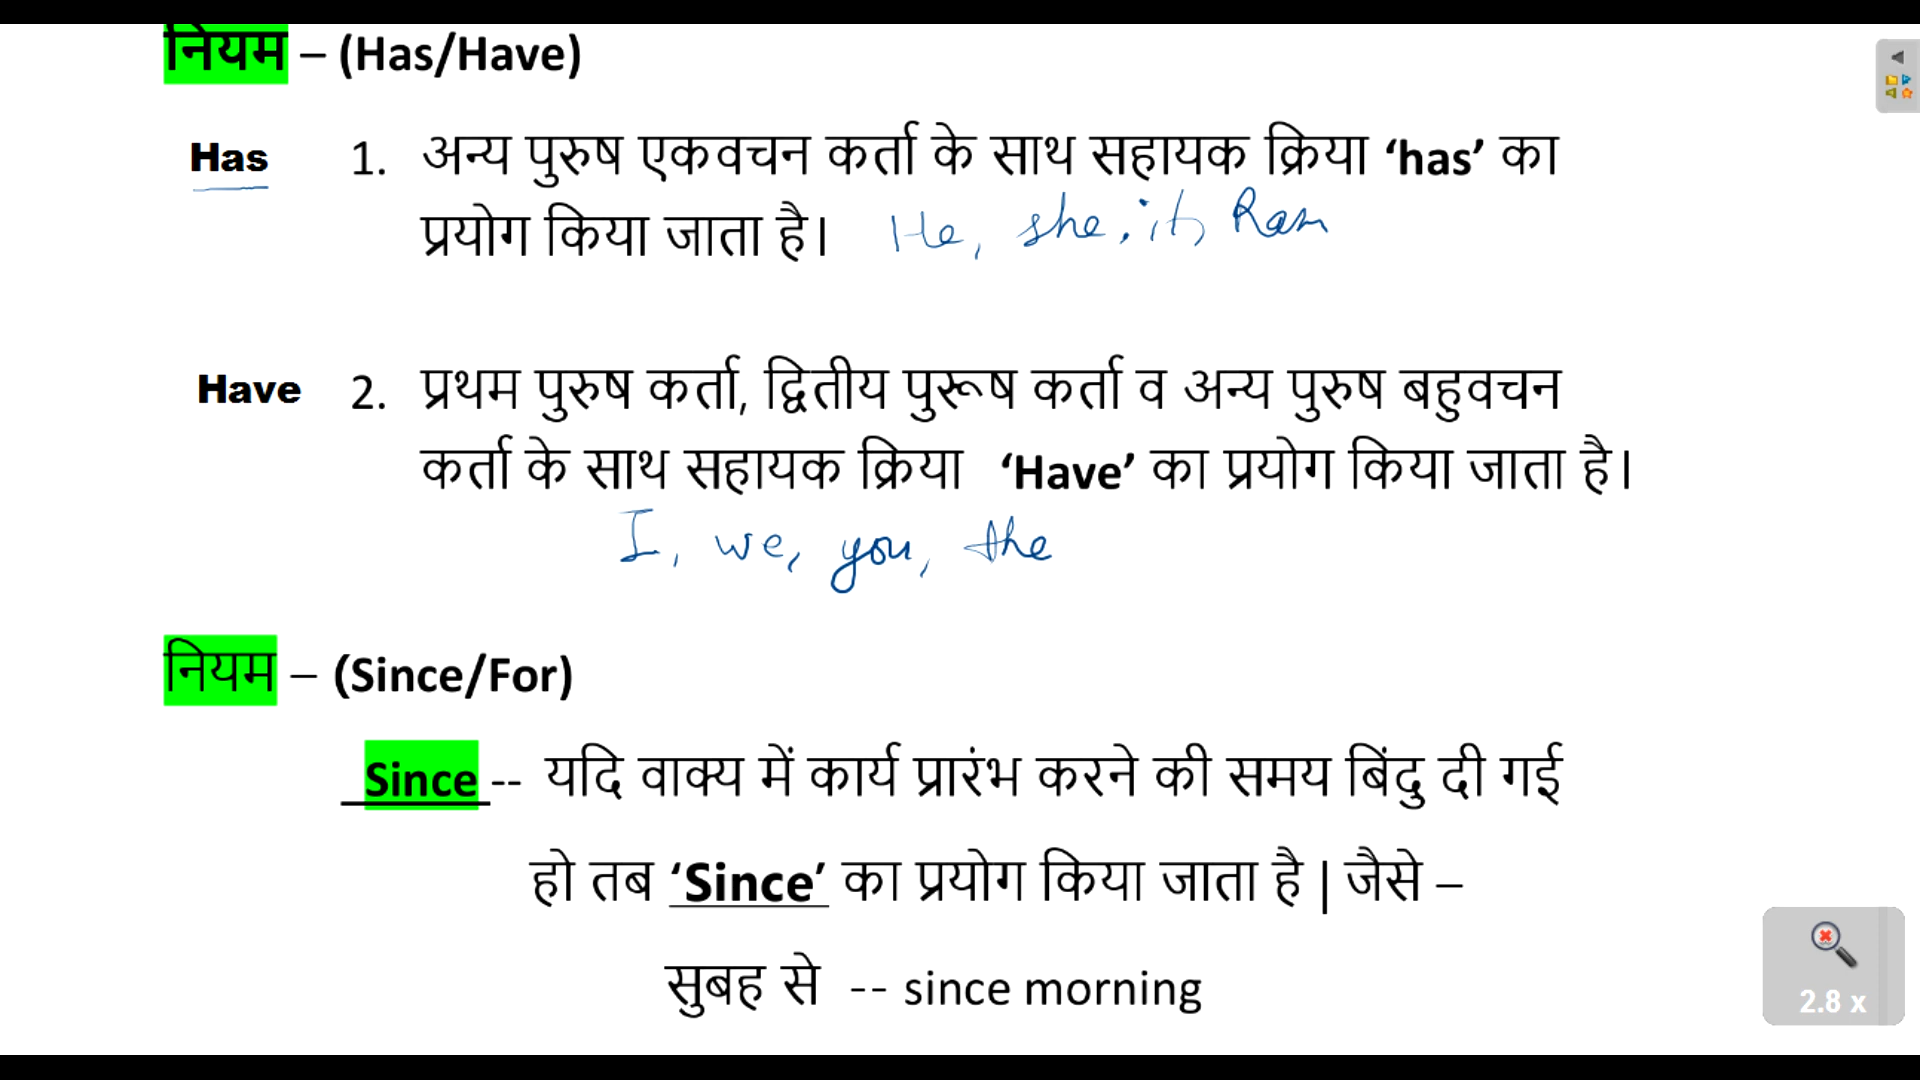 नियम – (Has/Have)
Has 1. अन्य पुरुष एकवचन कर्ता के साथ सहायक क्रिया ‘has’ का
प्रयोग किया जाता है। He, she, it, Ram
Have 2. प्रथम पुरुष कर्ता, द्वितीय पुरूष कर्ता व अन्य पुरुष बहुवचन
कर्ता के साथ सहायक क्रिया ‘Have’ का प्रयोग किया जाता है।
I, we, you, the
नियम – (Since/For)
Since -- यदि वाक्य में कार्य प्रारंभ करने की समय बिंदु दी गई
हो तब ‘Since’ का प्रयोग किया जाता है | जैसे –
सुबह से -- since morning
2.8 x